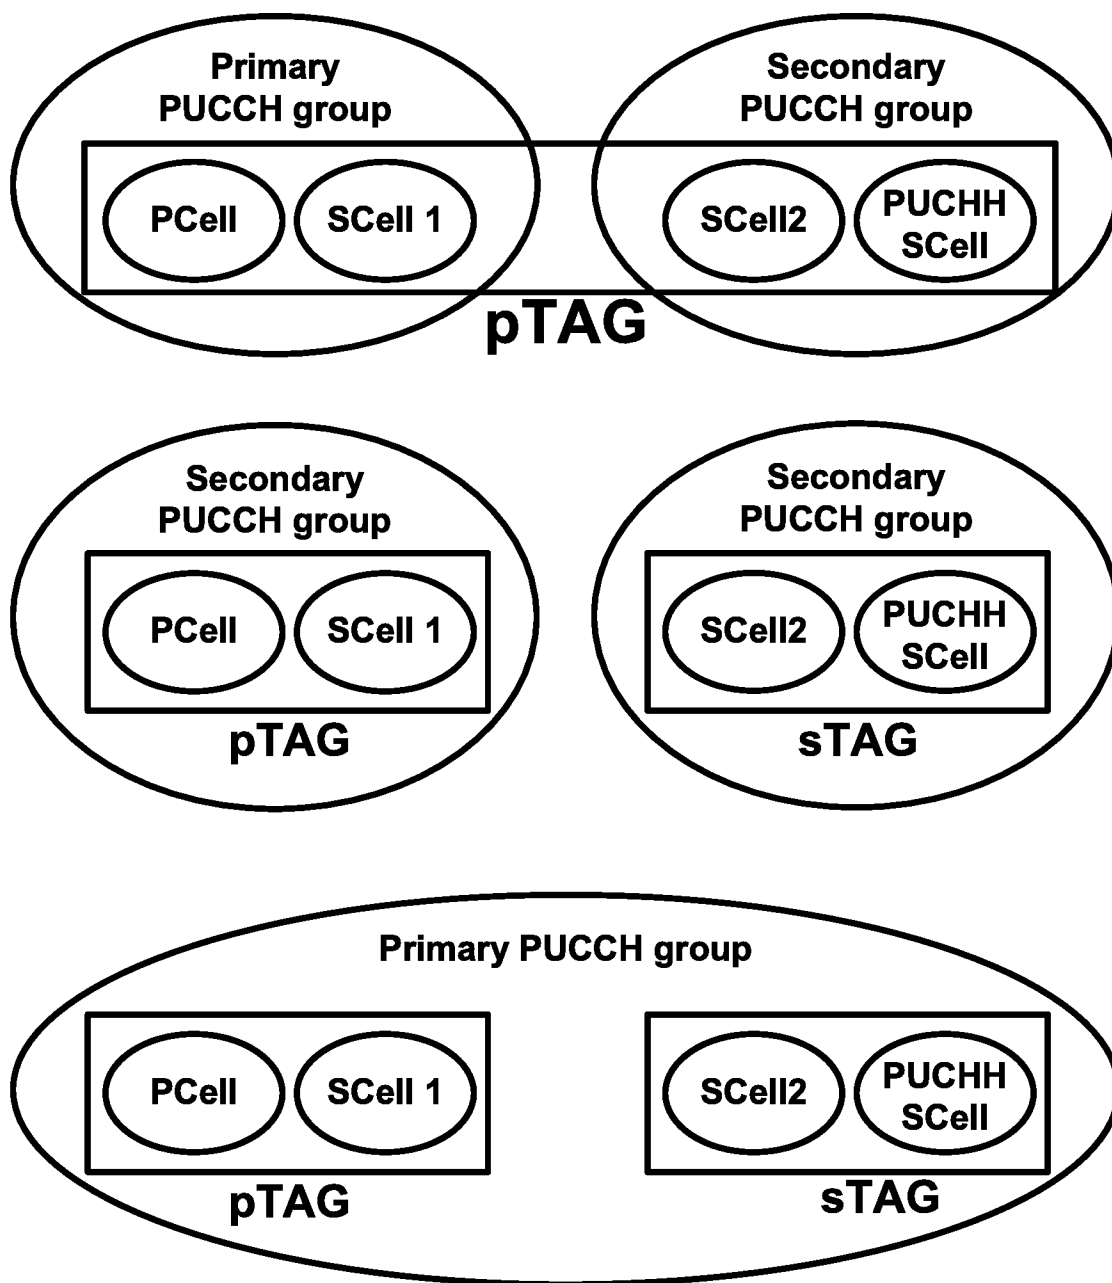 Primary
PUCCH group
Secondary
PUCCH group
PCell
SCell 1
SCell2
PUCHH
SCell
pTAG
Secondary
PUCCH group
Secondary
PUCCH group
PCell
SCell 1
SCell2
PUCHH
SCell
pTAG
sTAG
Primary PUCCH group
PCell
SCell 1
SCell2
PUCHH
SCell
pTAG
sTAG